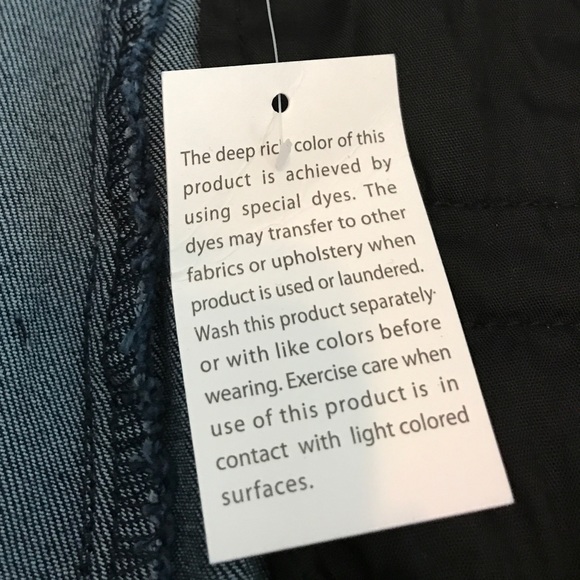 The deep rich color of this
product is achieved by
using special dyes. The
dyes may transfer to other
fabrics or upholstery when
product is used or laundered.
Wash this product separately
or with like colors before
wearing. Exercise care when
use of this product is in
contact with light colored
surfaces.